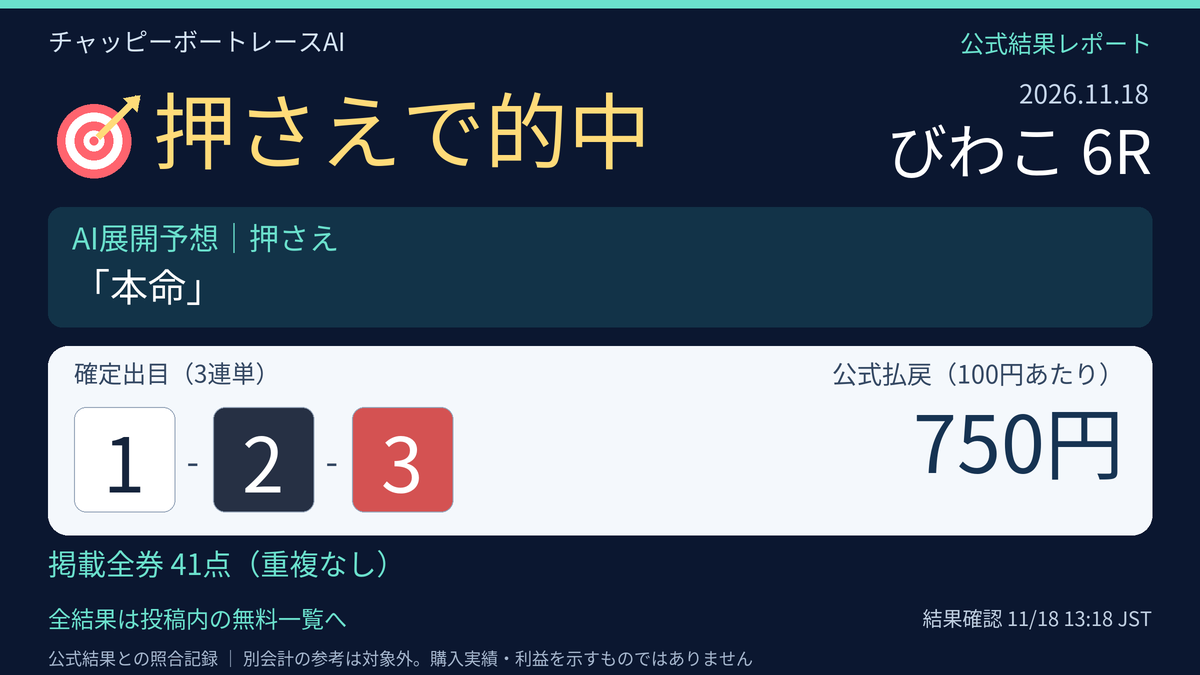 チャッピーボートレースAI
公式結果レポート
2026.11.18
押さえで的中
びわこ 6R
AI展開予想｜押さえ
「本命」
確定出目（3連単）
公式払戻（100円あたり）
1 - 2 - 3
750円
掲載全券 41点（重複なし）
全結果は投稿内の無料一覧へ
結果確認 11/18 13:18 JST
公式結果との照合記録｜別会計の参考は対象外。購入実績・利益を示すものではありません